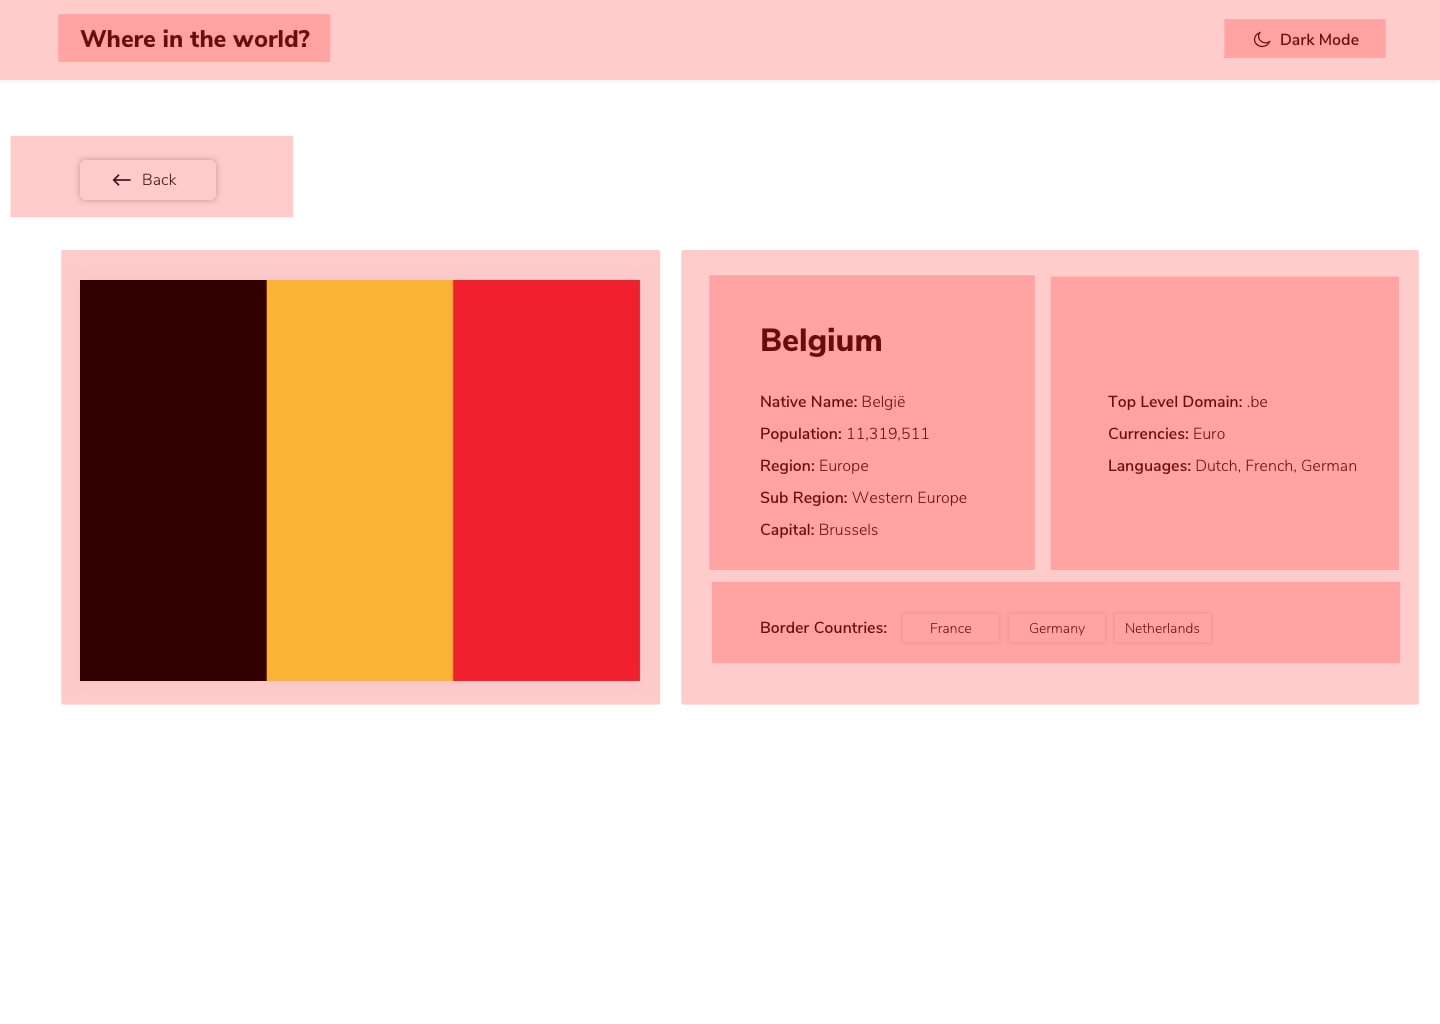 Where in the world?
Dark Mode
Back
Belgium
Native Name: België
Population: 11,319,511
Region: Europe
Sub Region: Western Europe
Capital: Brussels
Top Level Domain: .be
Currencies: Euro
Languages: Dutch, French, German
Border Countries: France Germany Netherlands